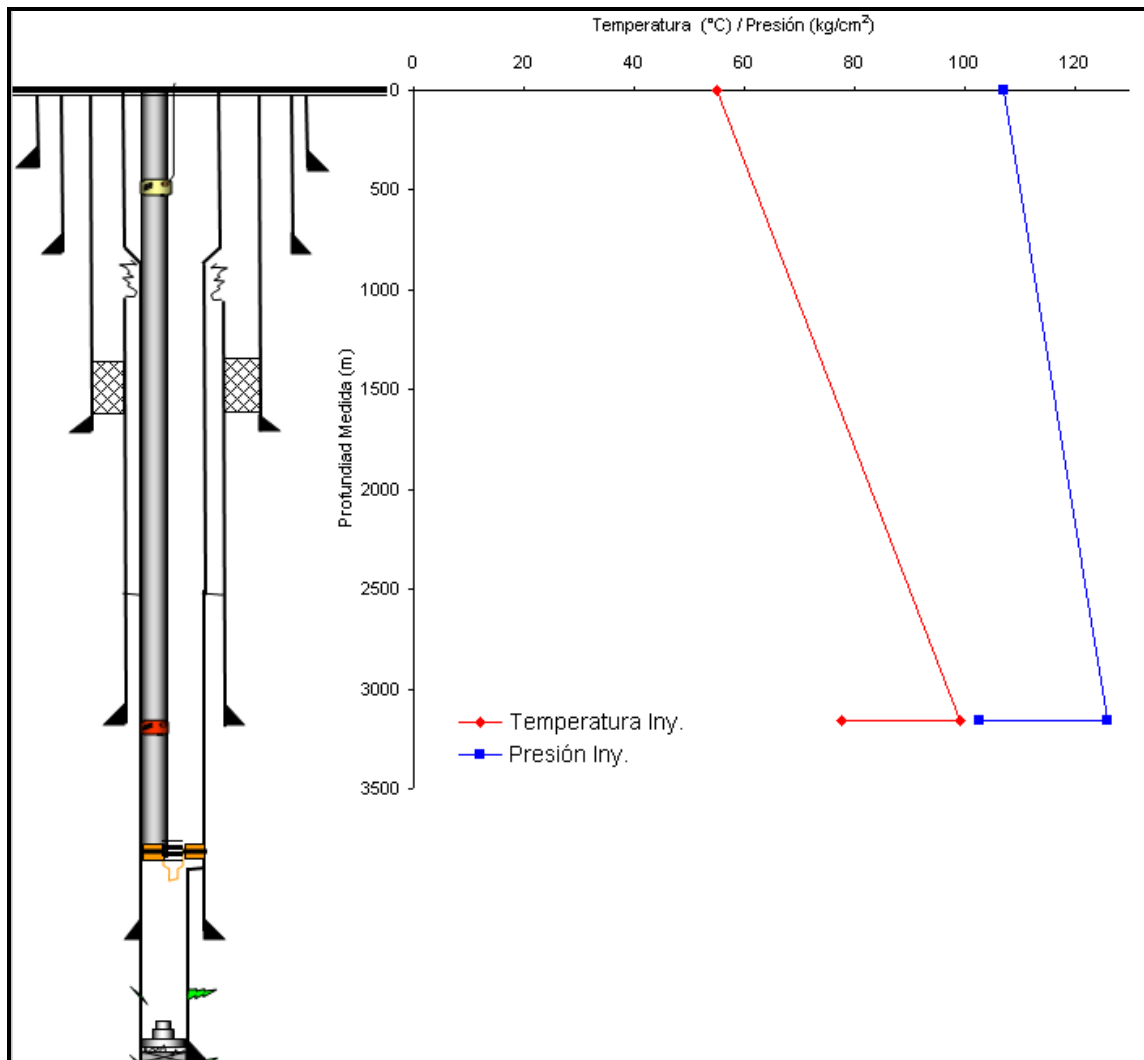 Temperatura (°C) / Presión (kg/cm²)
0 20 40 60 80 100 120
0
500
1000
1500
2000
2500
3000
3500
Profundiad Medida (m)
Temperatura Iny.
Presión Iny.